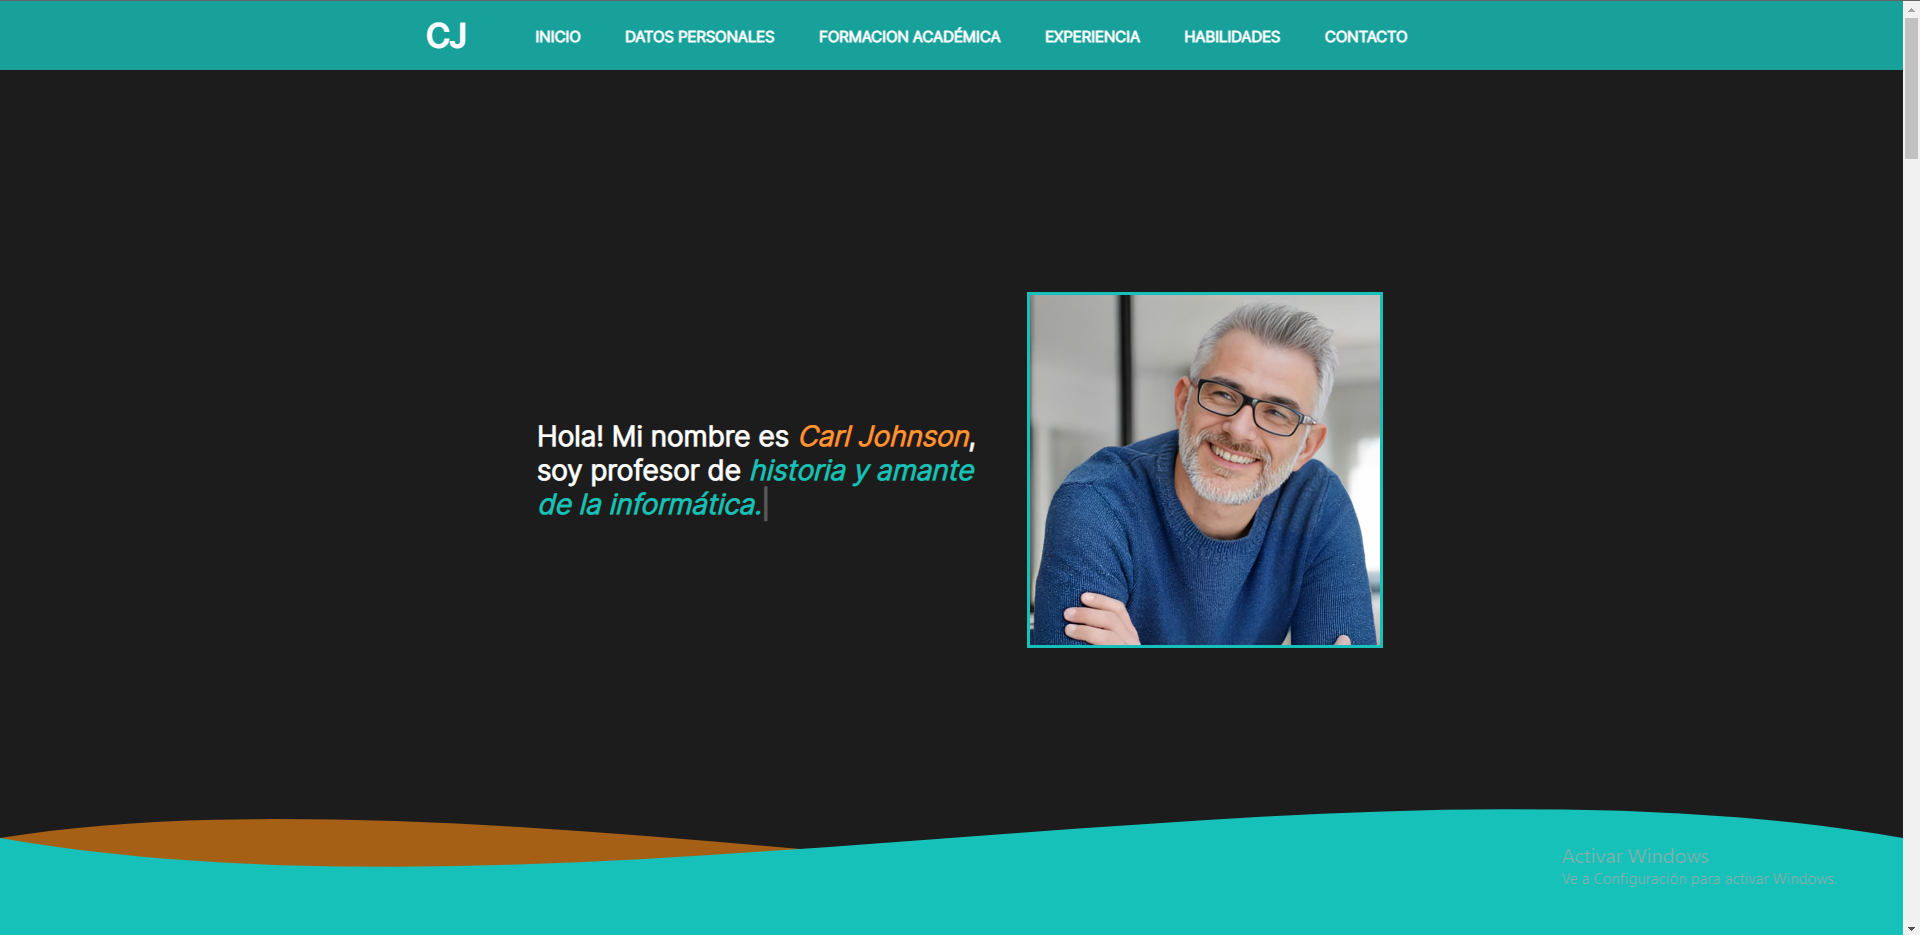 CJ
INICIO DATOS PERSONALES FORMACION ACADÉMICA EXPERIENCIA HABILIDADES CONTACTO
Hola! Mi nombre es Carl Johnson,
soy profesor de historia y amante
de la informática.
Activar Windows
Ve a Configuración para activar Windows.